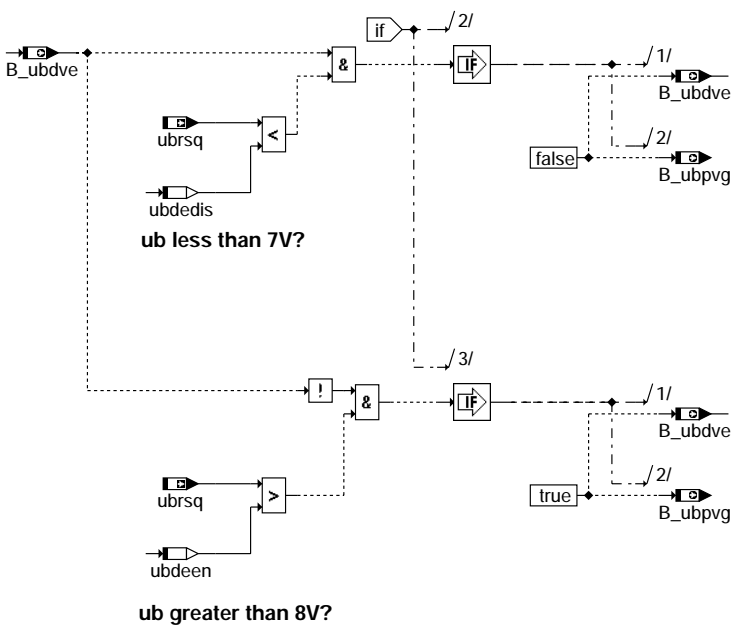 if
2/
B_ubdve
&
IF
1/
B_ubdve
ubrsq
<
2/
false
B_ubpvg
ubdedis
ub less than 7V?
3/
!
&
IF
1/
B_ubdve
ubrsq
>
2/
true
B_ubpvg
ubdeen
ub greater than 8V?